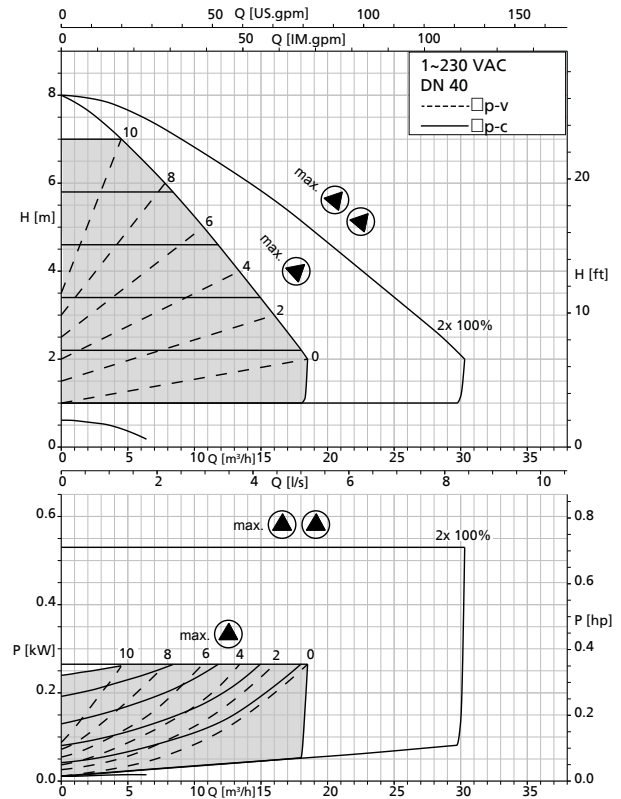 50 Q [US.gpm] 100 150
0 50 Q [IM.gpm] 100
1~230 VAC
DN 40
□p-v
□p-c
8
10
8
max.
20
6
H [m]
6
max.
4
4
H [ft]
2
10
2x 100%
2
0
0
0
5 10 Q [m³/h] 15 20 25 30 35
0 2 4 Q [l/s] 6 8 10
0.6
max.
2x 100%
0.8
0.6
0.4
max.
P [hp]
P [kW]
10 8 6 4 2 0
0.4
0.2
0.2
0.0
0.0
0 5 10 Q [m³/h] 15 20 25 30 35